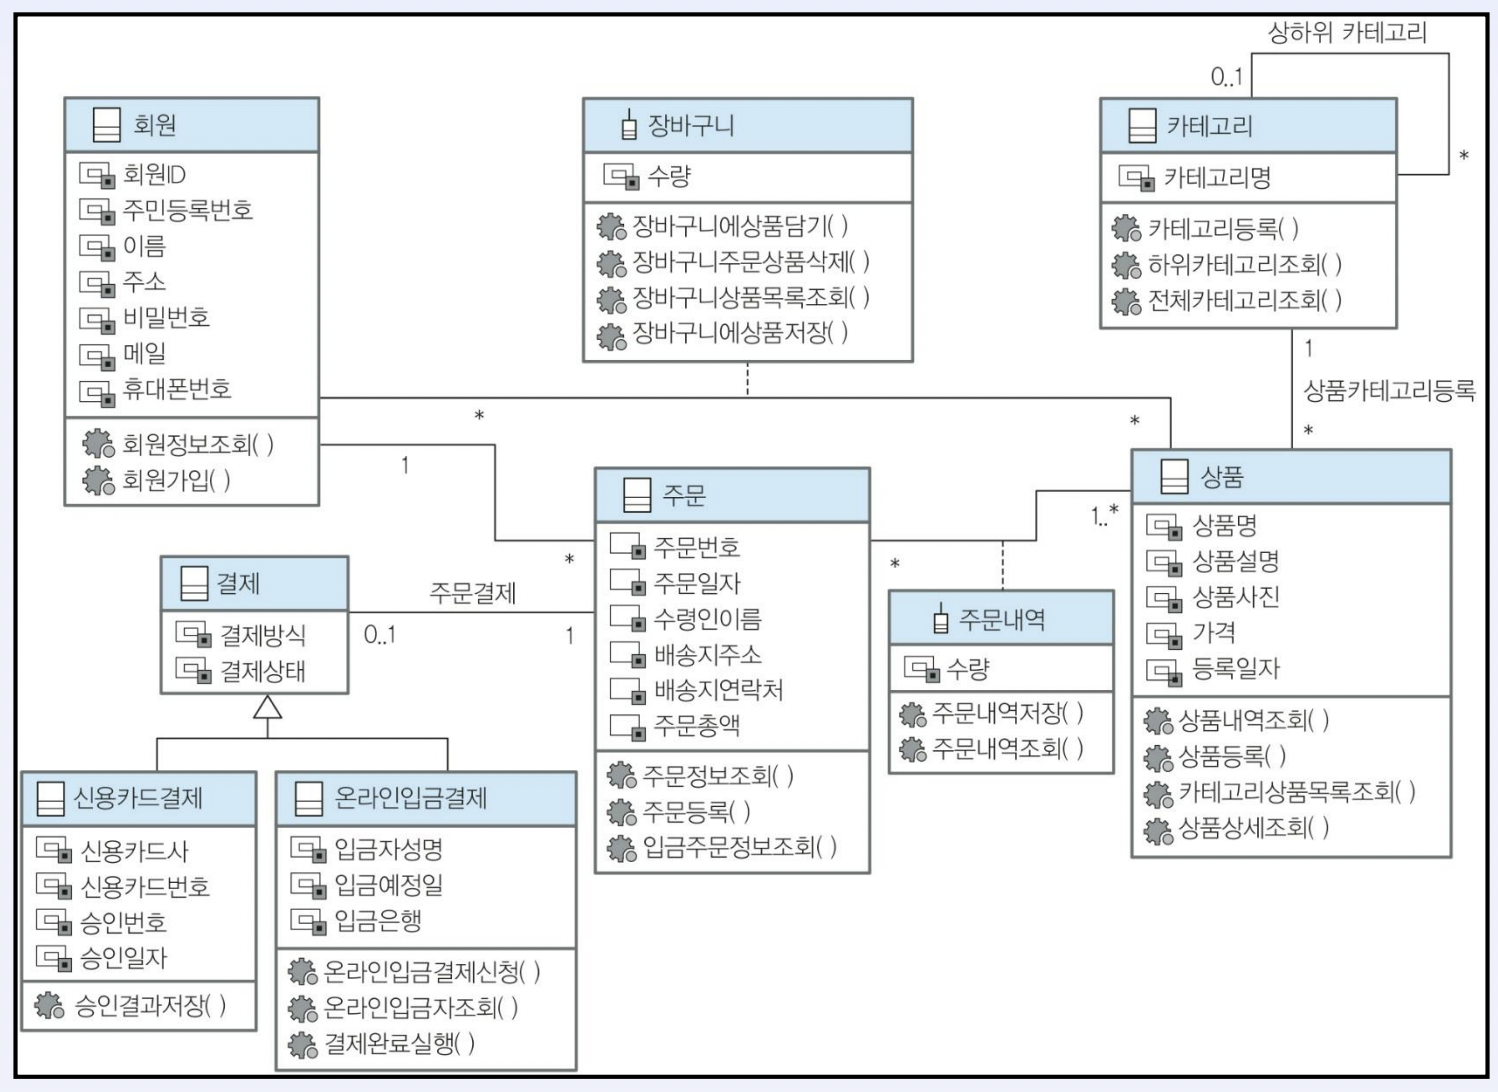 상하위 카테고리
0..1
*
회원
회원ID
주민등록번호
이름
주소
비밀번호
메일
휴대폰번호
회원정보조회( )
회원가입( )
장바구니
수량
장바구니에상품담기( )
장바구니주문상품삭제( )
장바구니상품목록조회( )
장바구니에상품저장( )
카테고리
카테고리명
카테고리등록( )
하위카테고리조회( )
전체카테고리조회( )
1
상품카테고리등록
*
*
*
1
*
주문
주문번호
주문일자
수령인이름
배송지주소
배송지연락처
주문총액
주문정보조회( )
주문등록( )
입금주문정보조회( )
1..*
*
상품
상품명
상품설명
상품사진
가격
등록일자
상품내역조회( )
상품등록( )
카테고리상품목록조회( )
상품상세조회( )
주문내역
수량
주문내역저장( )
주문내역조회( )
결제
결제방식
결제상태
주문결제
0..1
1
신용카드결제
신용카드사
신용카드번호
승인번호
승인일자
승인결과저장( )
온라인입금결제
입금자성명
입금예정일
입금은행
온라인입금결제신청( )
온라인입금자조회( )
결제완료실행( )